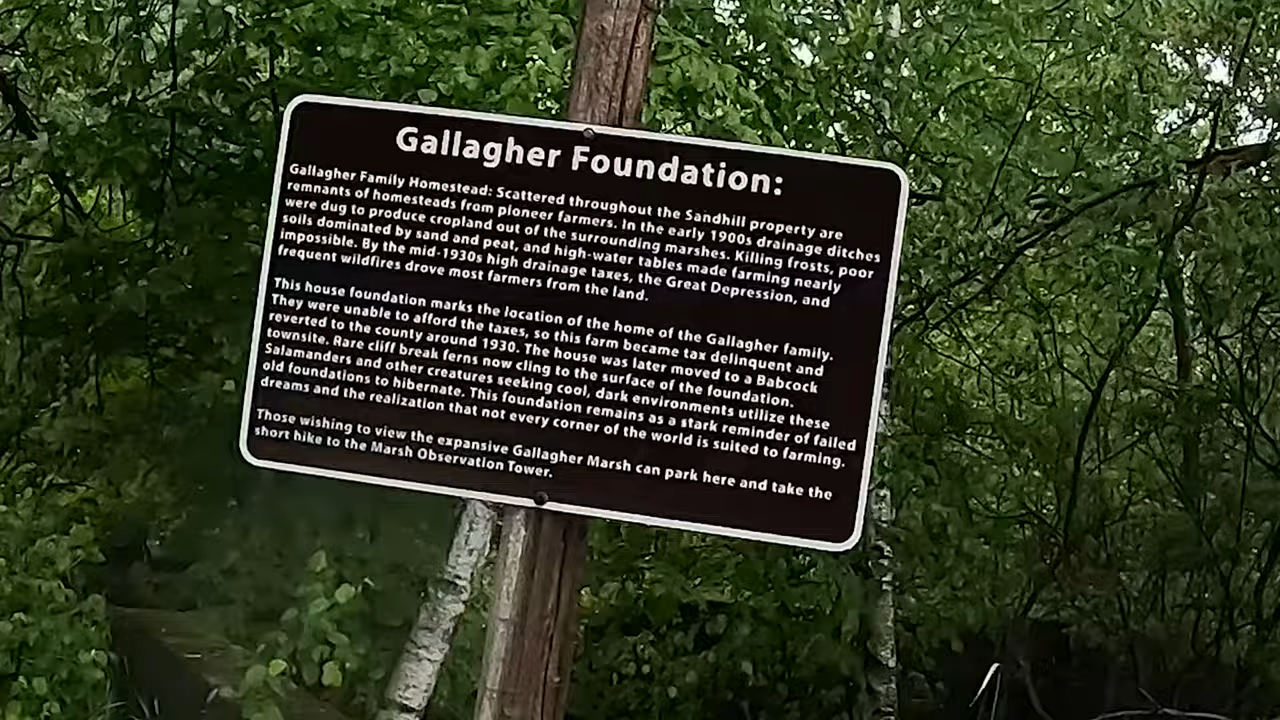 Gallagher Foundation:
Gallagher Family Homestead: Scattered throughout the Sandhill property are
remnants of homesteads from pioneer farmers. In the early 1900s drainage ditches
were dug to produce cropland out of the surrounding marshes. Killing frosts, poor
soils dominated by sand and peat, and high-water tables made farming nearly
impossible. By the mid-1930s high drainage taxes, the Great Depression, and
frequent wildfires drove most farmers from the land.
This house foundation marks the location of the home of the Gallagher family.
They were unable to afford the taxes, so this farm became tax delinquent and
reverted to the county around 1930. The house was later moved to a Babcock
townsite. Rare cliff break ferns now cling to the surface of the foundation.
Salamanders and other creatures seeking cool, dark environments utilize these
old foundations to hibernate. This foundation remains as a stark reminder of failed
dreams and the realization that not every corner of the world is suited to farming.
Those wishing to view the expansive Gallagher Marsh can park here and take the
short hike to the Marsh Observation Tower.